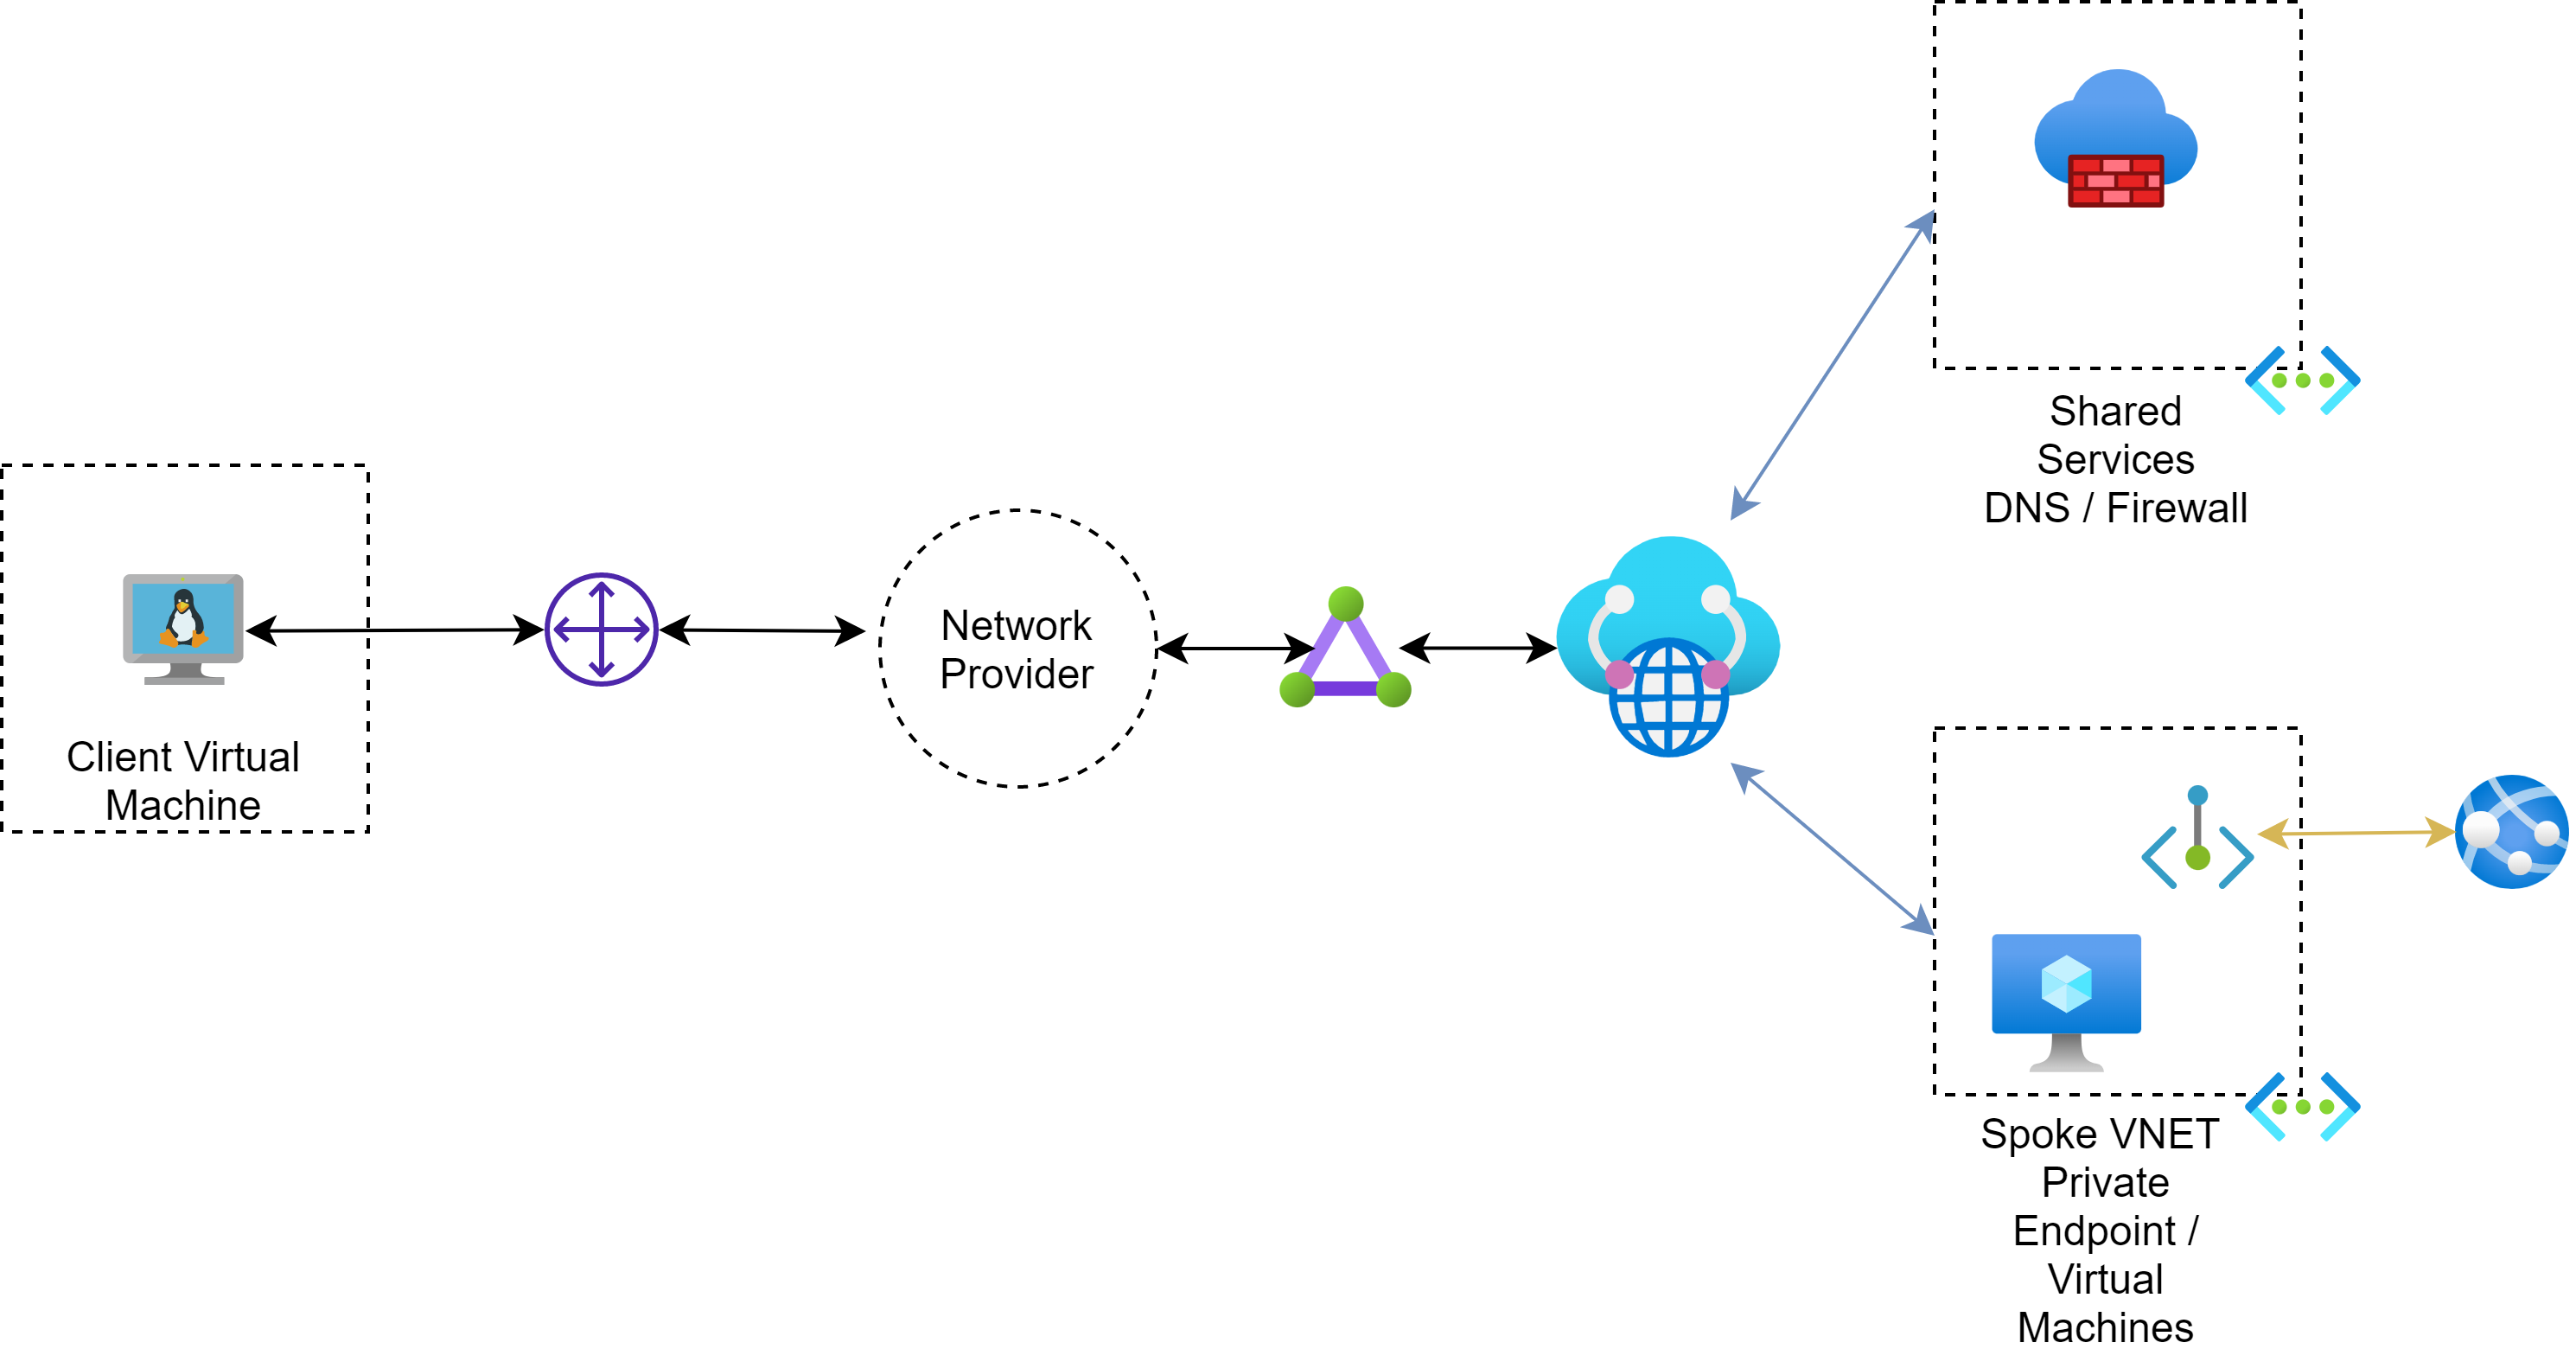 Client Virtual
Machine
Network
Provider
Shared
Services
DNS / Firewall
Spoke VNET
Private
Endpoint /
Virtual
Machines